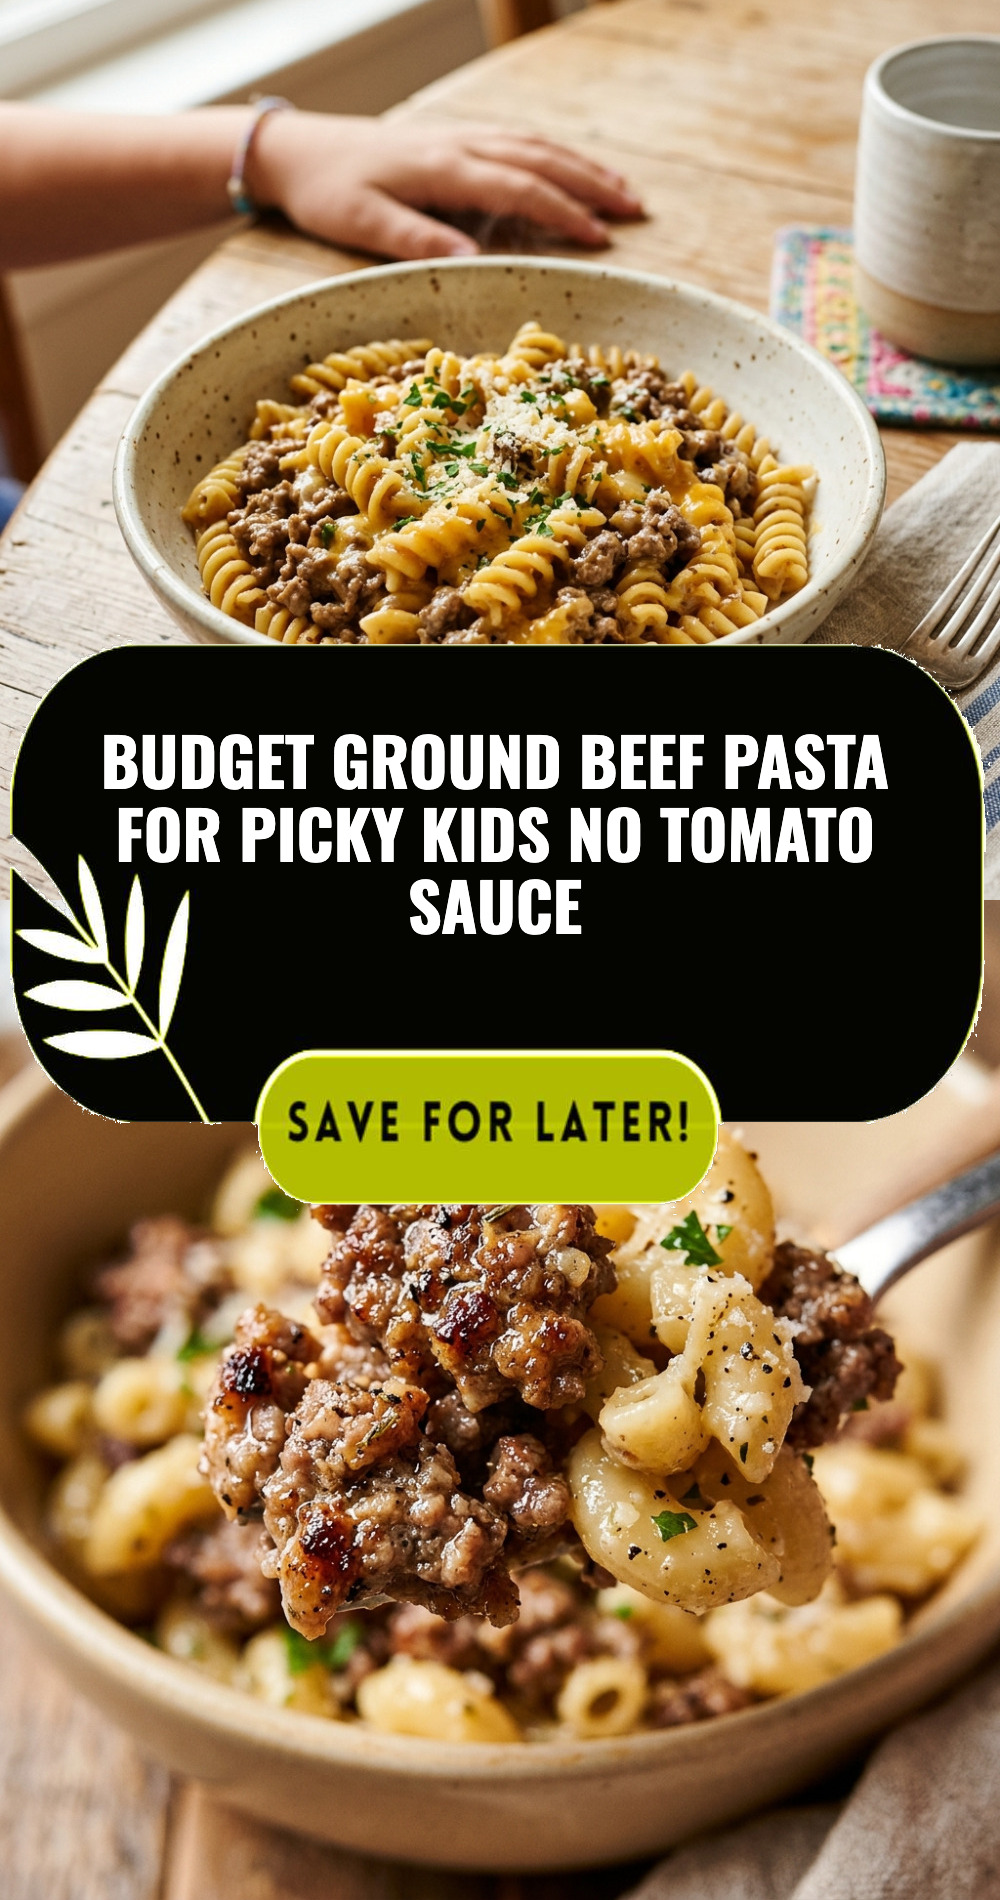 BUDGET GROUND BEEF PASTA
FOR PICKY KIDS NO TOMATO
SAUCE
SAVE FOR LATER!